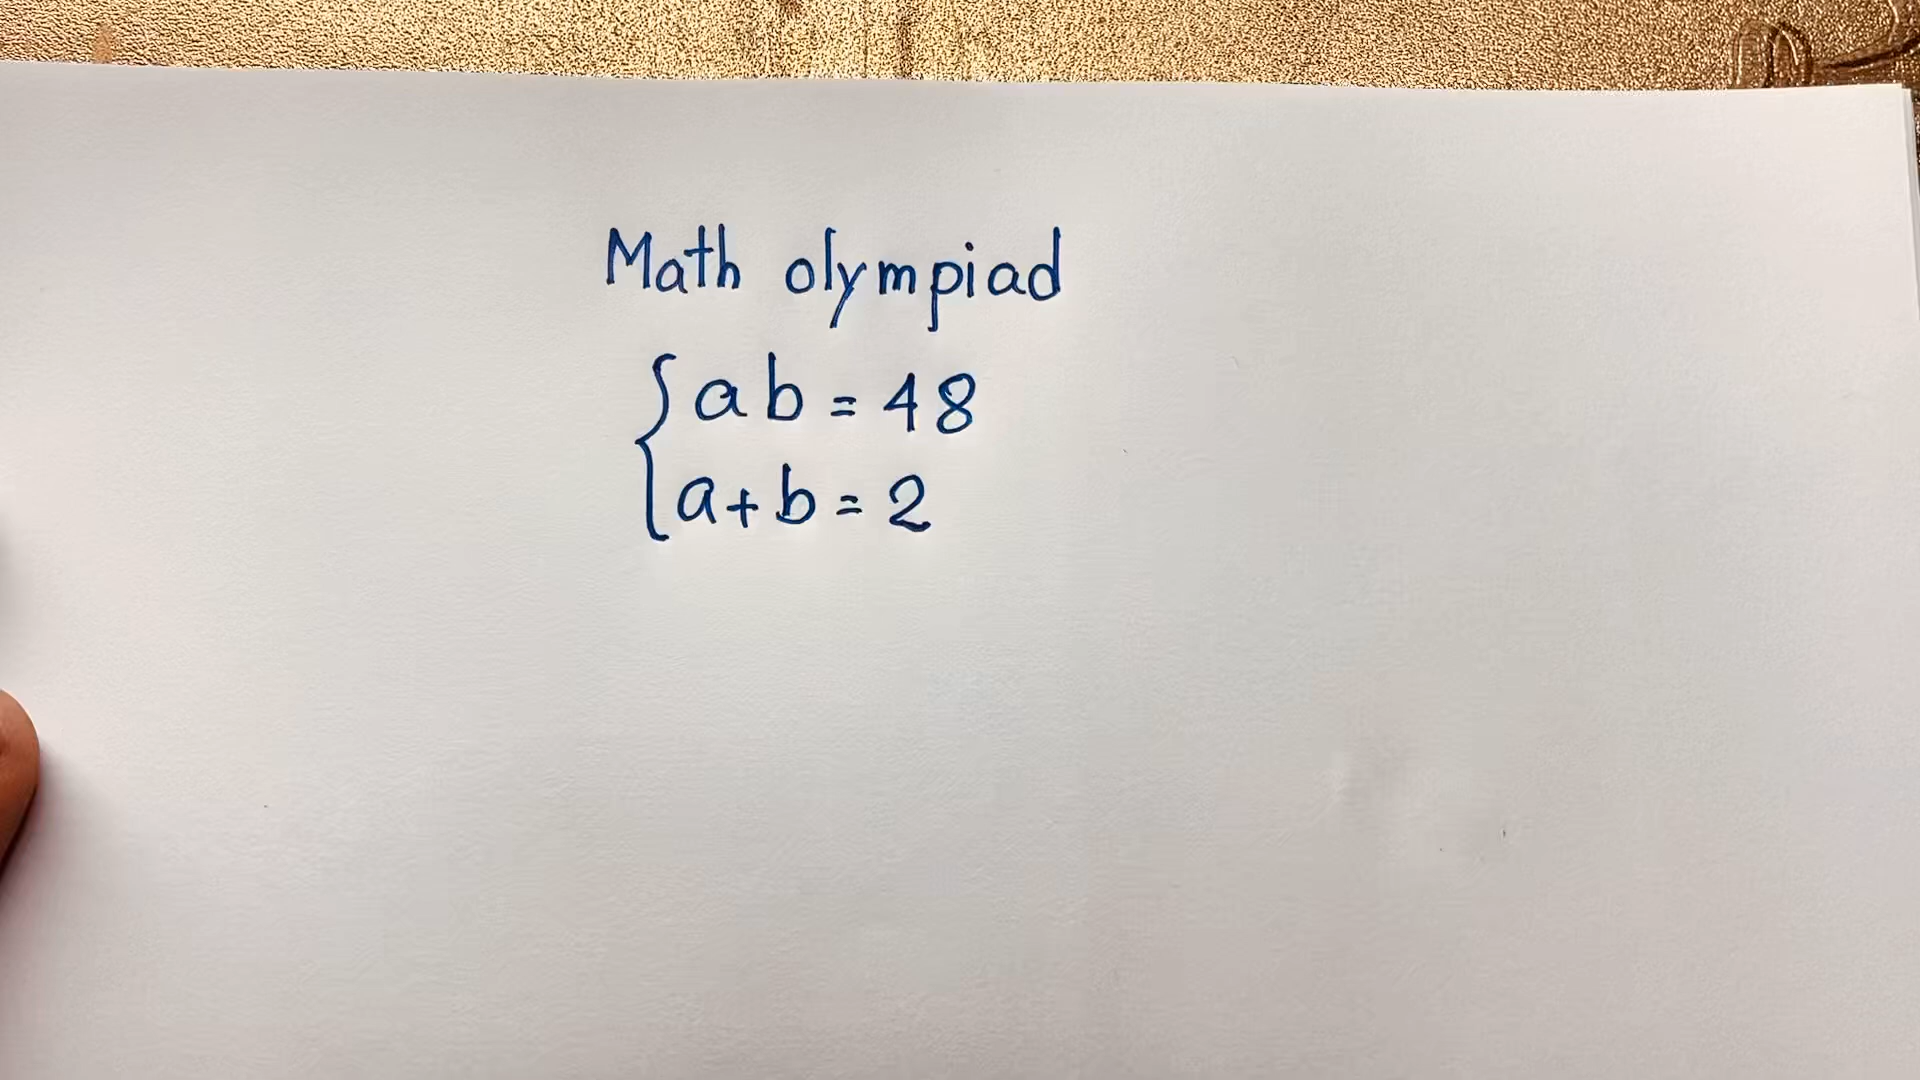 Math olympiad
ab = 48
a+b = 2